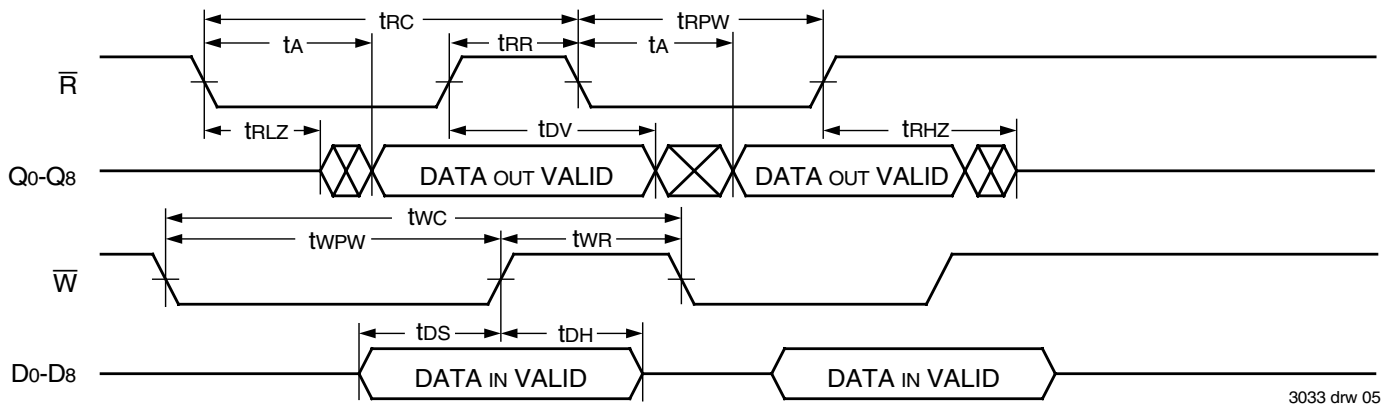 tRC tRPW
tA tRR tA
R̅
tRLZ tDV tRHZ
Q0-Q8 DATA OUT VALID DATA OUT VALID
tWC
tWPW tWR
W̅
tDS tDH
D0-D8 DATA IN VALID DATA IN VALID
3033 drw 05